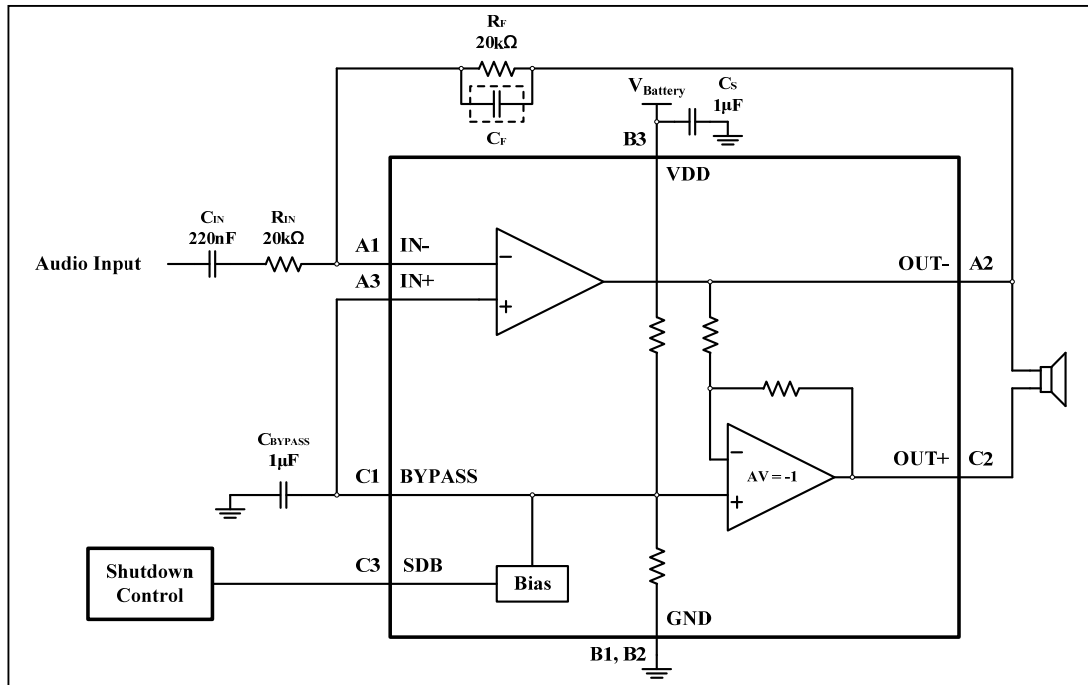 RF
20kΩ
CF
VBattery
CS
1µF
B3
VDD
CIN
220nF
RIN
20kΩ
Audio Input
A1 IN-
A3 IN+
OUT- A2
CBYPASS
1µF
C1 BYPASS
AV = -1
OUT+ C2
C3 SDB
Shutdown
Control
Bias
GND
B1, B2